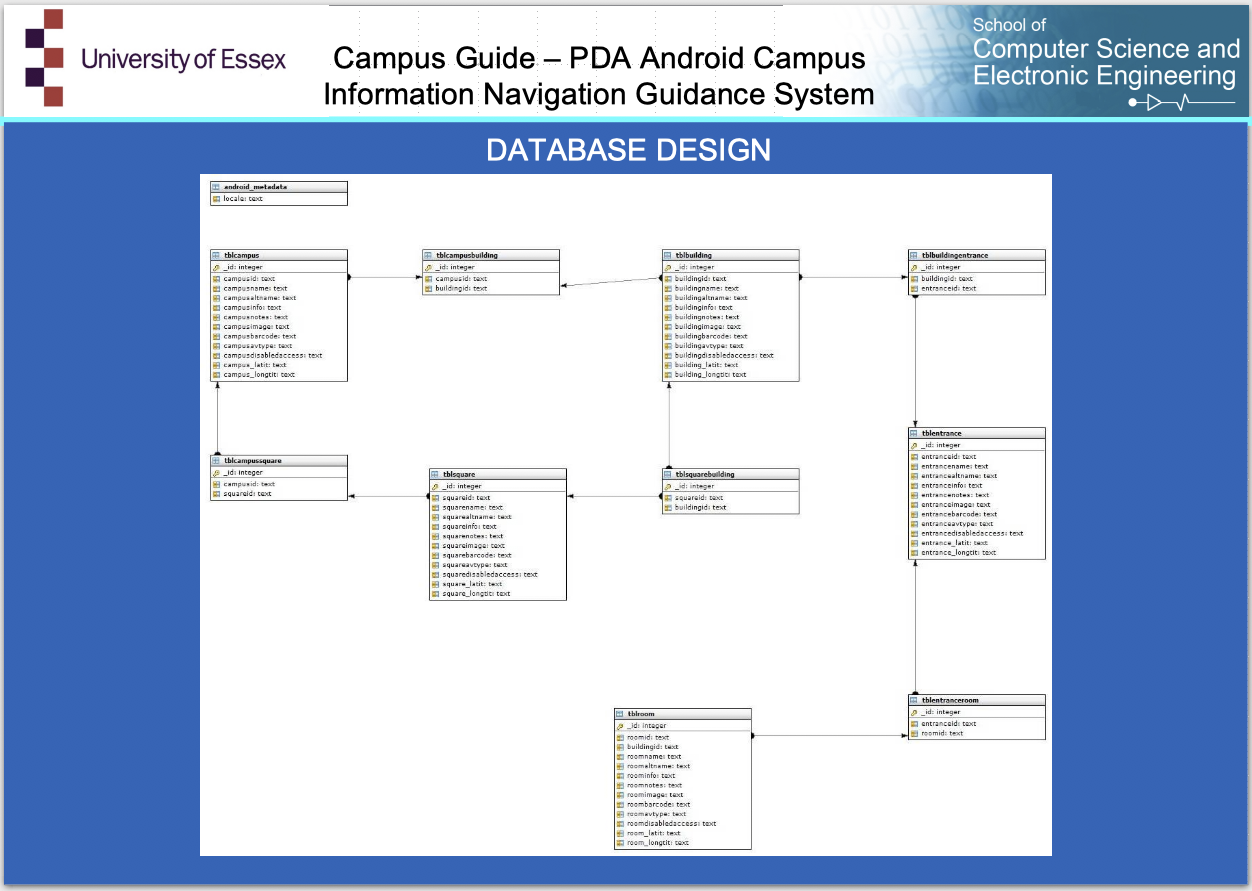 University of Essex
Campus Guide – PDA Android Campus
Information Navigation Guidance System
School of
Computer Science and
Electronic Engineering
DATABASE DESIGN
android_metadata
locale: text
tblcampus
_id: integer
campusid: text
campusname: text
campusaltname: text
campusinfo: text
campusnotes: text
campusimage: text
campusbarcode: text
campusavtype: text
campusdisabledaccess: text
campus_latit: text
campus_longtit: text
tblcampusbuilding
_id: integer
campusid: text
buildingid: text
tblbuilding
_id: integer
buildingid: text
buildingname: text
buildingaltname: text
buildinginfo: text
buildingnotes: text
buildingimage: text
buildingbarcode: text
buildingavtype: text
buildingdisabledaccess: text
building_latit: text
building_longtit: text
tblbuildingentrance
_id: integer
buildingid: text
entranceid: text
tblcampussquare
_id: integer
campusid: text
squareid: text
tblsquare
_id: integer
squareid: text
squarename: text
squarealtname: text
squareinfo: text
squarenotes: text
squareimage: text
squarebarcode: text
squareavtype: text
squaredisabledaccess: text
square_latit: text
square_longtit: text
tblsquarebuilding
_id: integer
squareid: text
buildingid: text
tblentrance
_id: integer
entranceid: text
entrancename: text
entrancealtname: text
entranceinfo: text
entrancenotes: text
entranceimage: text
entrancebarcode: text
entranceavtype: text
entrancedisabledaccess: text
entrance_latit: text
entrance_longtit: text
tblroom
_id: integer
roomid: text
buildingid: text
roomname: text
roomaltname: text
roominfo: text
roomnotes: text
roomimage: text
roombarcode: text
roomavtype: text
roomdisabledaccess: text
room_latit: text
room_longtit: text
tblentranceroom
_id: integer
entranceid: text
roomid: text